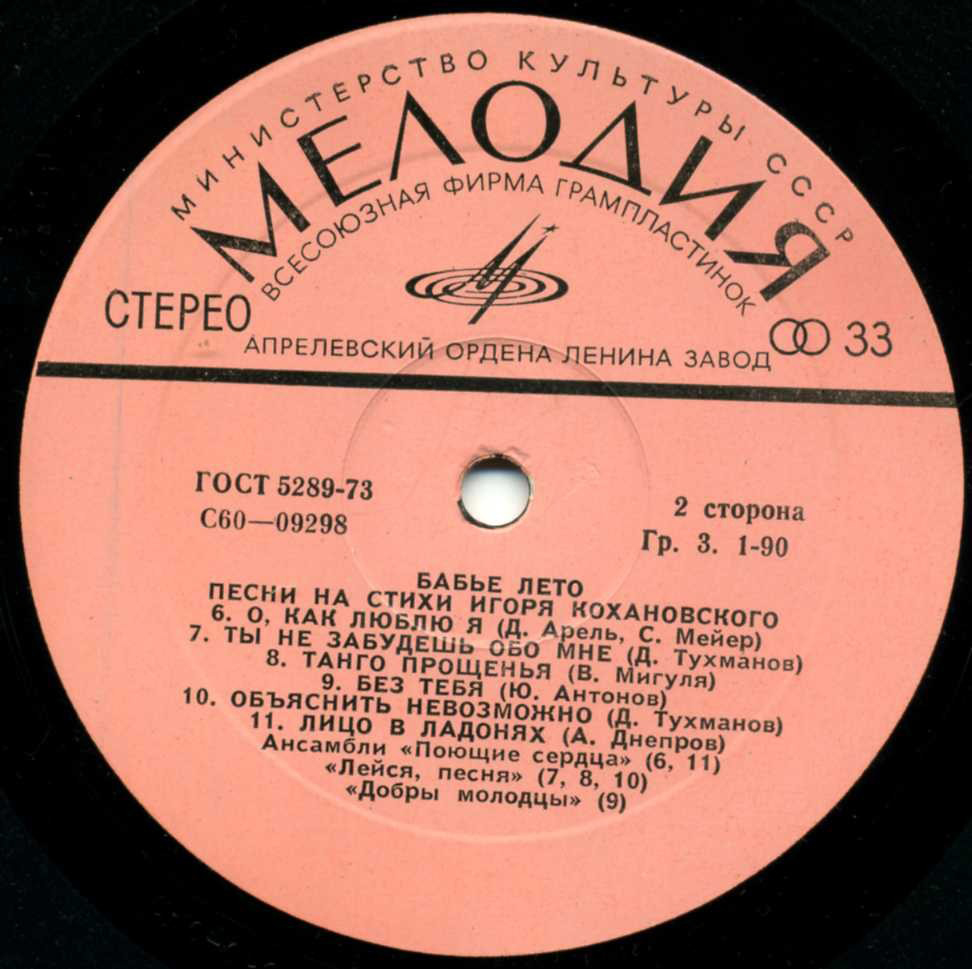 МИНИСТЕРСТВО КУЛЬТУРЫ СССР
МЕЛОДИЯ
ВСЕСОЮЗНАЯ ФИРМА ГРАМПЛАСТИНОК
СТЕРЕО
33
АПРЕЛЕВСКИЙ ОРДЕНА ЛЕНИНА ЗАВОД
ГОСТ 5289-73
С60—09298
2 сторона
Гр. 3. 1-90
БАБЬЕ ЛЕТО
ПЕСНИ НА СТИХИ ИГОРЯ КОХАНОВСКОГО
6. О, КАК ЛЮБЛЮ Я (Д. Арель, С. Мейер)
7. ТЫ НЕ ЗАБУДЕШЬ ОБО МНЕ (Д. Тухманов)
8. ТАНГО ПРОЩЕНЬЯ (В. Мигуля)
9. БЕЗ ТЕБЯ (Ю. Антонов)
10. ОБЪЯСНИТЬ НЕВОЗМОЖНО (Д. Тухманов)
11. ЛИЦО В ЛАДОНЯХ (А. Днепров)
Ансамбли «Поющие сердца» (6, 11)
«Лейся, песня» (7, 8, 10)
«Добры молодцы» (9)